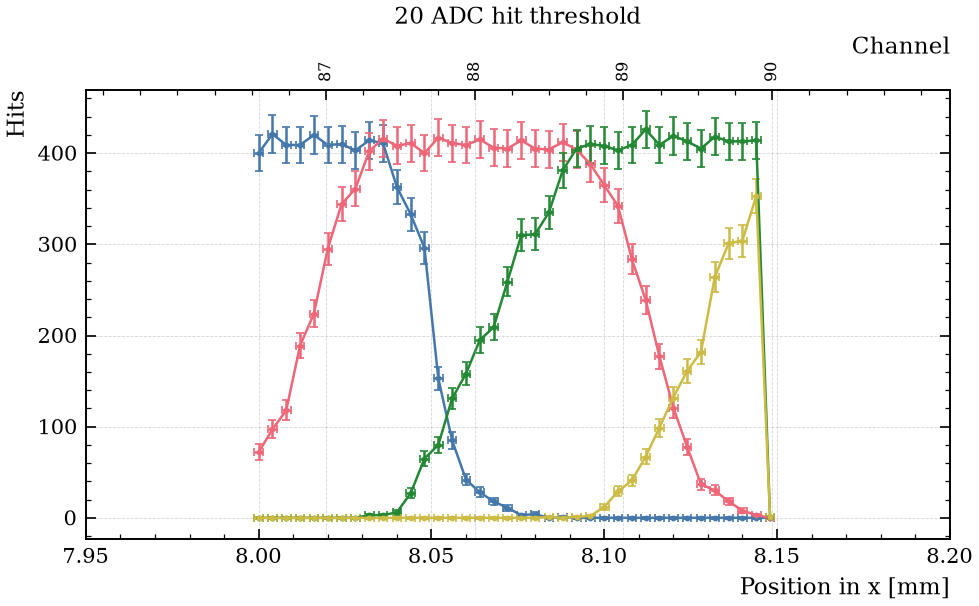 20 ADC hit threshold
Channel
87 88 89 90
Hits
400
300
200
100
0
7.95 8.00 8.05 8.10 8.15 8.20
Position in x [mm]